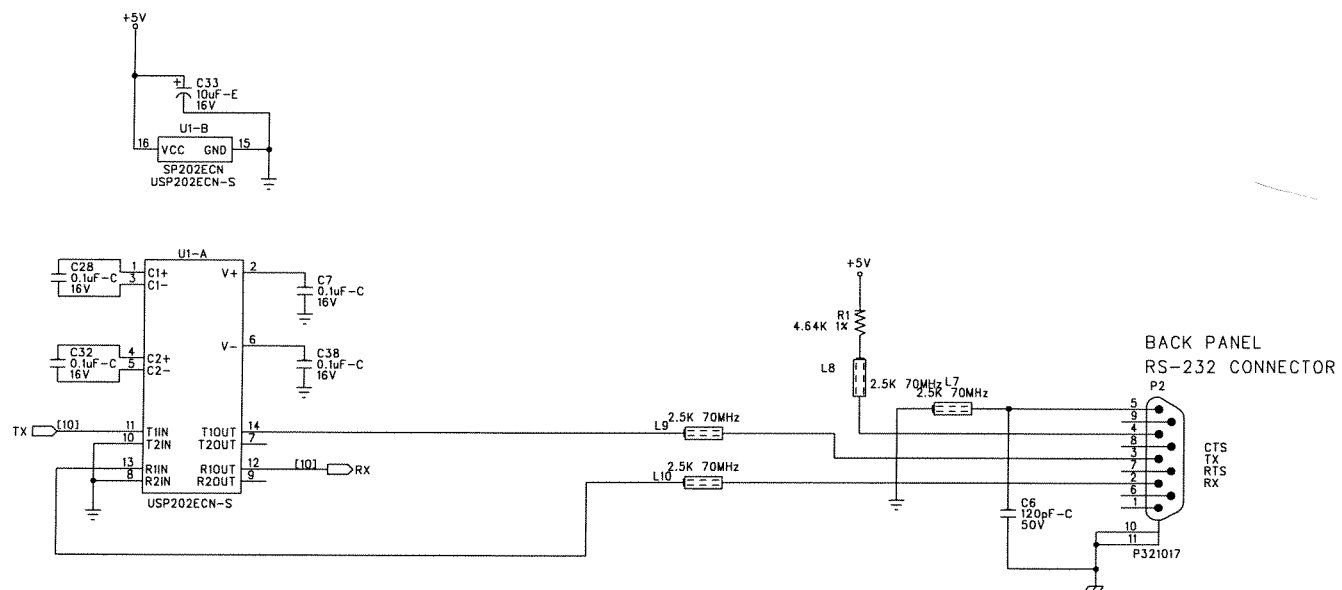 +5V
C33
10uF-E
16V
U1-B
16 VCC GND 15
SP202ECN
USP202ECN-S
U1-A
C28
0.1uF-C
16V
1 C1+
3 C1-
V+ 2
C7
0.1uF-C
16V
C32
0.1uF-C
16V
4 C2+
5 C2-
V- 6
C38
0.1uF-C
16V
TX [10] 11 T1IN T1OUT 14
10 T2IN T2OUT 7
13 R1IN R1OUT 12 [10] RX
8 R2IN R2OUT 9
USP202ECN-S
+5V
R1
4.64K 1%
L8
2.5K 70MHz
L7
2.5K 70MHz
L9
2.5K 70MHz
L10
2.5K 70MHz
C6
120pF-C
50V
BACK PANEL
RS-232 CONNECTOR
P2
5
9
4
8 CTS
3 TX
7 RTS
2 RX
6
1
10
11
P321017